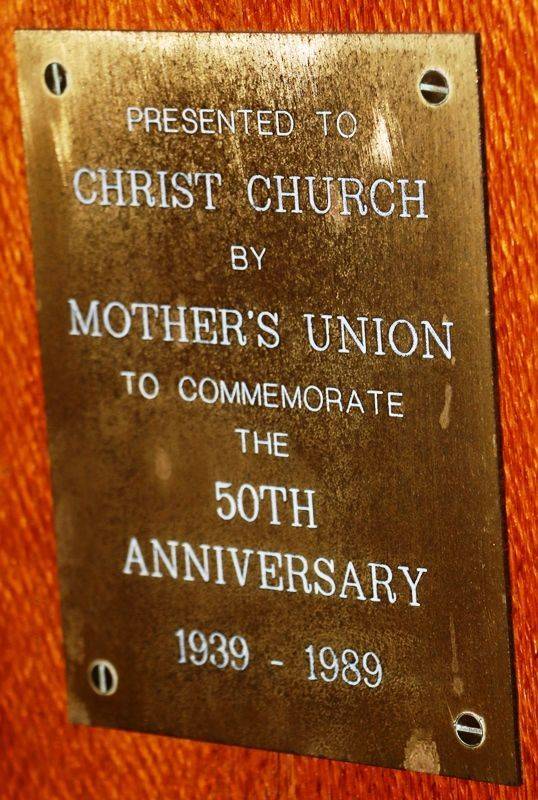 PRESENTED TO
CHRIST CHURCH
BY
MOTHER'S UNION
TO COMMEMORATE
THE
50TH
ANNIVERSARY
1939 - 1989